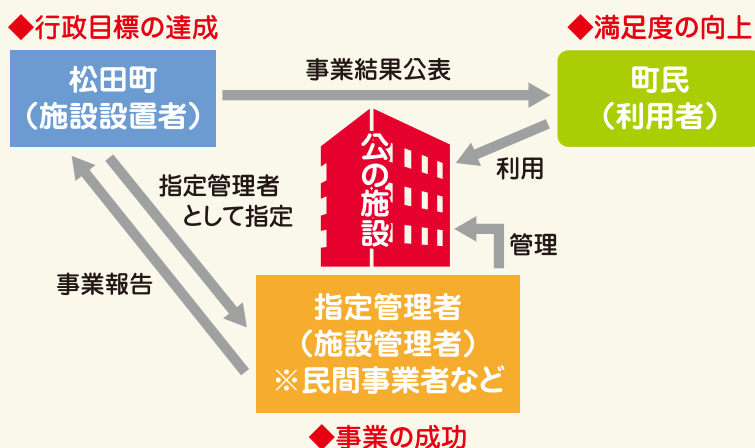 ◆行政目標の達成
◆満足度の向上
松田町
（施設設置者）
事業結果公表
町民
（利用者）
公の施設
利用
指定管理者
として指定
管理
事業報告
指定管理者
（施設管理者）
※民間事業者など
◆事業の成功